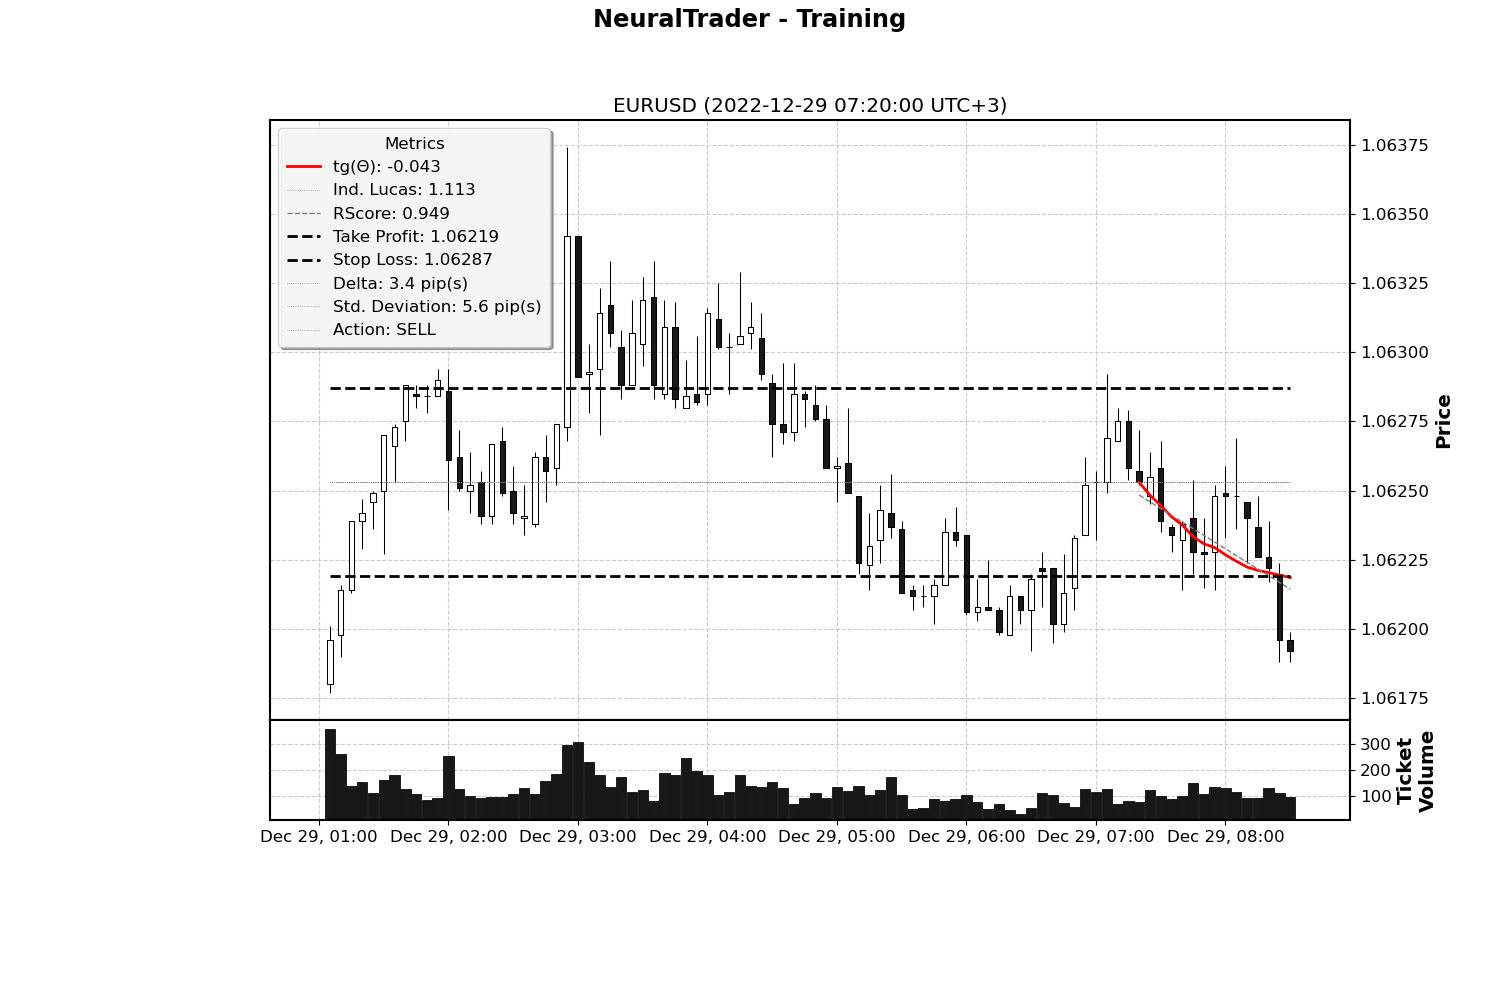 NeuralTrader - Training
EURUSD (2022-12-29 07:20:00 UTC+3)
Metrics
tg(Θ): -0.043
Ind. Lucas: 1.113
RScore: 0.949
Take Profit: 1.06219
Stop Loss: 1.06287
Delta: 3.4 pip(s)
Std. Deviation: 5.6 pip(s)
Action: SELL
1.06375
1.06350
1.06325
1.06300
1.06275
1.06250
1.06225
1.06200
1.06175
Price
300
200
100
Ticket
Volume
Dec 29, 01:00 Dec 29, 02:00 Dec 29, 03:00 Dec 29, 04:00 Dec 29, 05:00 Dec 29, 06:00 Dec 29, 07:00 Dec 29, 08:00